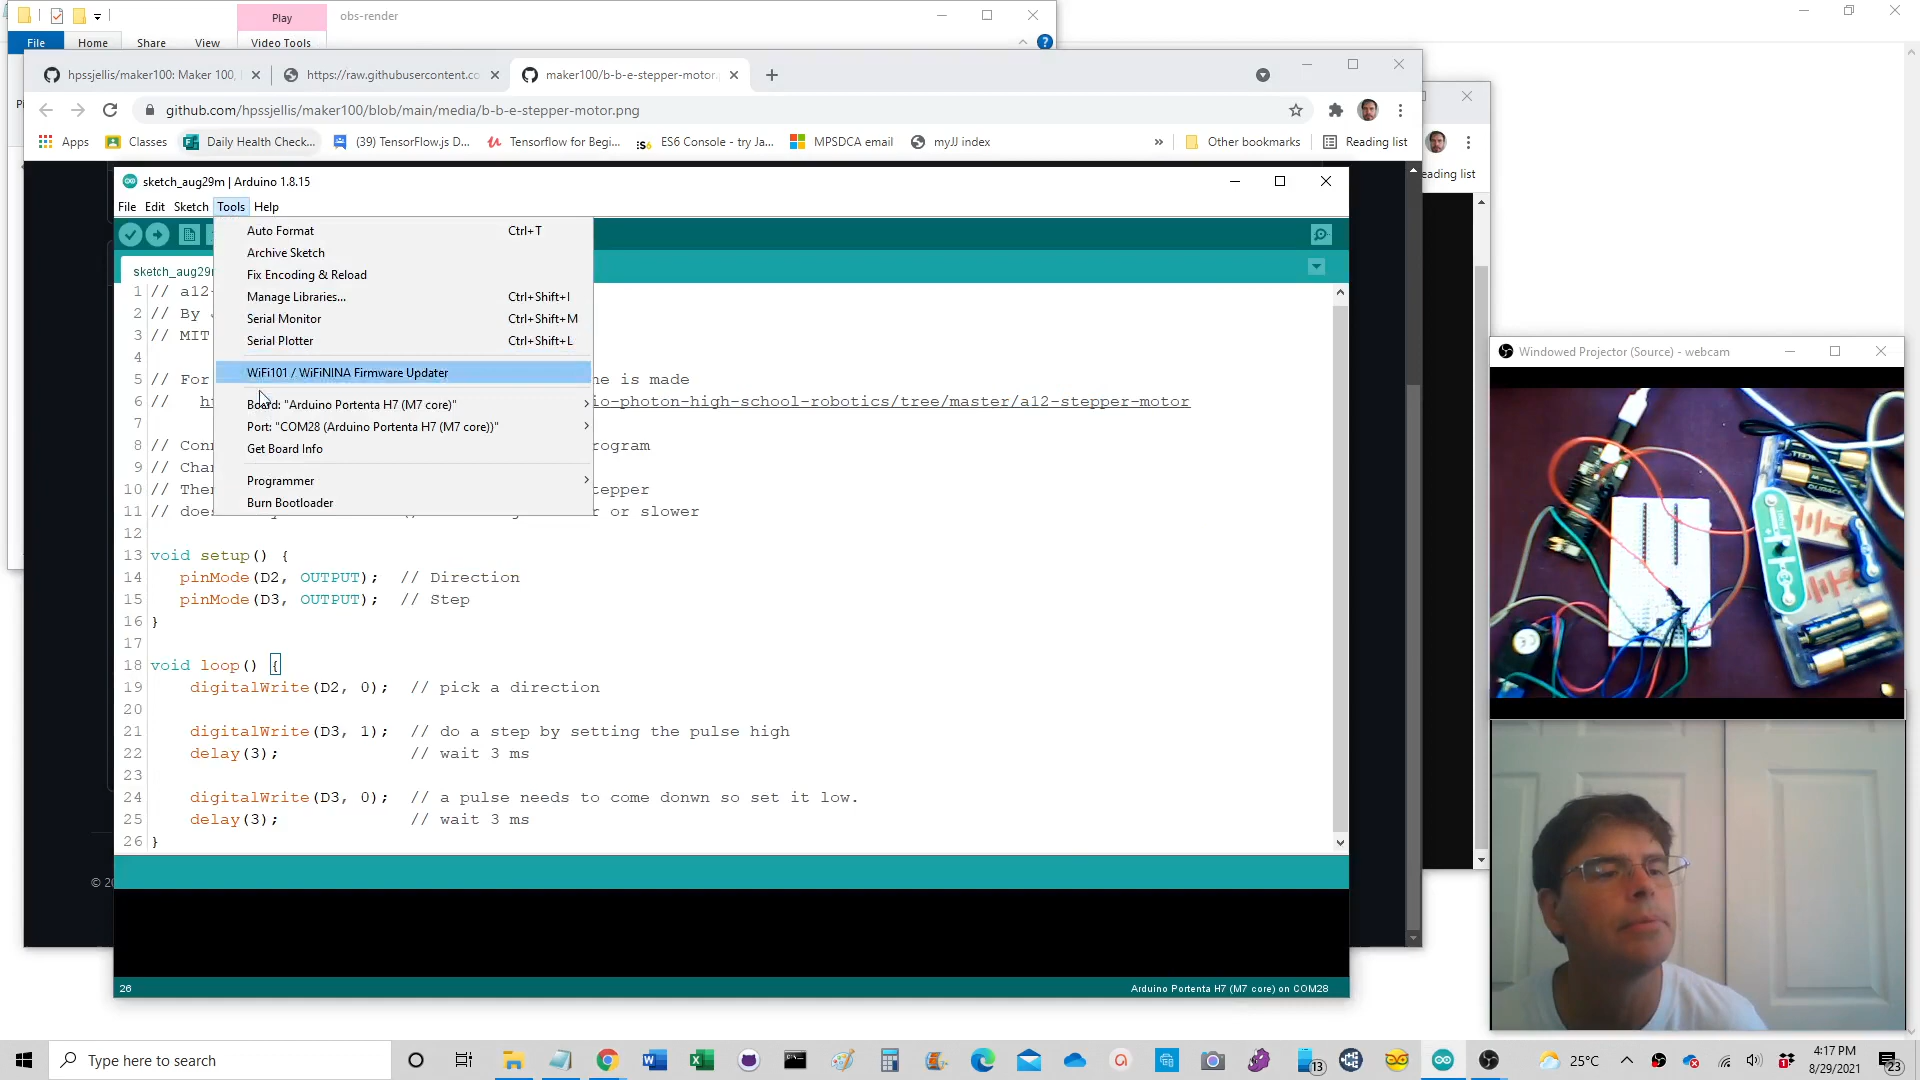 Play
obs-render
File
Home
Share
View
Video Tools
hpssjellis/maker100: Maker 100,
https://raw.githubusercontent.co
maker100/b-b-e-stepper-motor.
github.com/hpssjellis/maker100/blob/main/media/b-b-e-stepper-motor.png
Apps
Classes
Daily Health Check...
(39) TensorFlow.js D...
Tensorflow for Begi...
ES6 Console - try Ja...
MPSDCA email
myJJ index
»
Other bookmarks
Reading list
eading list
sketch_aug29m | Arduino 1.8.15
File Edit Sketch Tools Help
Auto Format Ctrl+T
Archive Sketch
Fix Encoding & Reload
Manage Libraries... Ctrl+Shift+I
Serial Monitor Ctrl+Shift+M
Serial Plotter Ctrl+Shift+L
WiFi101 / WiFiNINA Firmware Updater
Board: "Arduino Portenta H7 (M7 core)"
Port: "COM28 (Arduino Portenta H7 (M7 core))"
Get Board Info
Programmer
Burn Bootloader
sketch_aug29
1 // a12-
2 // By
3 // MIT
4
5 // For ne is made
6 // h io-photon-high-school-robotics/tree/master/a12-stepper-motor
7
8 // Conn rogram
9 // Chan
10 // Then tepper
11 // does r or slower
12
13 void setup() {
14 pinMode(D2, OUTPUT); // Direction
15 pinMode(D3, OUTPUT); // Step
16 }
17
18 void loop() {
19 digitalWrite(D2, 0); // pick a direction
20
21 digitalWrite(D3, 1); // do a step by setting the pulse high
22 delay(3); // wait 3 ms
23
24 digitalWrite(D3, 0); // a pulse needs to come donwn so set it low.
25 delay(3); // wait 3 ms
26 }
© 20
26
Arduino Portenta H7 (M7 core) on COM28
Windowed Projector (Source) - webcam
DURACELL
Type here to search
13
25°C
4:17 PM
8/29/2021
23